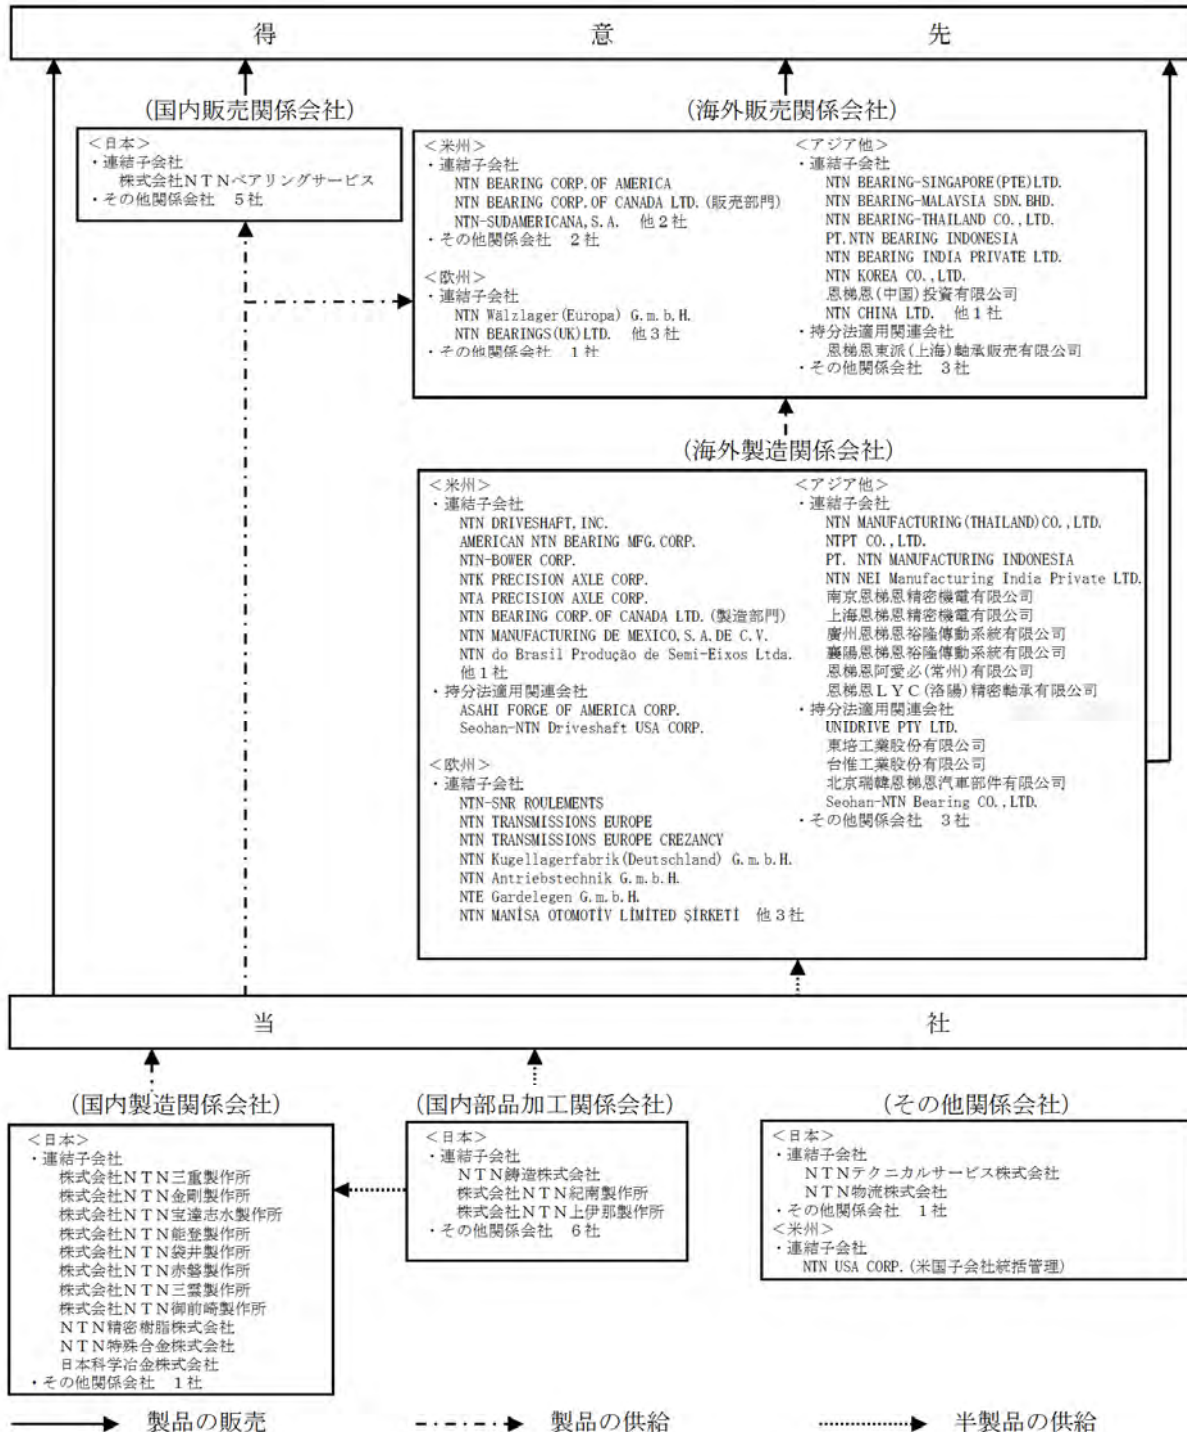 得意先
(国内販売関係会社)
<日本>
・連結子会社
株式会社NTNベアリングサービス
・その他関係会社 5社
(海外販売関係会社)
<米州>
・連結子会社
NTN BEARING CORP.OF AMERICA
NTN BEARING CORP.OF CANADA LTD.(販売部門)
NTN-SUDAMERICANA,S.A. 他2社
・その他関係会社 2社
<欧州>
・連結子会社
NTN Wälzlager(Europa) G.m.b.H.
NTN BEARINGS(UK)LTD. 他3社
・その他関係会社 1社
<アジア他>
・連結子会社
NTN BEARING-SINGAPORE(PTE)LTD.
NTN BEARING-MALAYSIA SDN.BHD.
NTN BEARING-THAILAND CO.,LTD.
PT.NTN BEARING INDONESIA
NTN BEARING INDIA PRIVATE LTD.
NTN KOREA CO.,LTD.
恩梯恩(中国)投資有限公司
NTN CHINA LTD. 他1社
・持分法適用関連会社
恩梯恩東派(上海)軸承販売有限公司
・その他関係会社 3社
(海外製造関係会社)
<米州>
・連結子会社
NTN DRIVESHAFT,INC.
AMERICAN NTN BEARING MFG.CORP.
NTN-BOWER CORP.
NTK PRECISION AXLE CORP.
NTA PRECISION AXLE CORP.
NTN BEARING CORP.OF CANADA LTD.(製造部門)
NTN MANUFACTURING DE MEXICO,S.A.DE C.V.
NTN do Brasil Produção de Semi-Eixos Ltda.
他1社
・持分法適用関連会社
ASAHI FORGE OF AMERICA CORP.
Seohan-NTN Driveshaft USA CORP.
<欧州>
・連結子会社
NTN-SNR ROULEMENTS
NTN TRANSMISSIONS EUROPE
NTN TRANSMISSIONS EUROPE CREZANCY
NTN Kugellagerfabrik(Deutschland) G.m.b.H.
NTN Antriebstechnik G.m.b.H.
NTE Gardelegen G.m.b.H.
NTN MANİSA OTOMOTİV LİMİTED ŞİRKETİ 他3社
<アジア他>
・連結子会社
NTN MANUFACTURING(THAILAND)CO.,LTD.
NTPT CO.,LTD.
PT. NTN MANUFACTURING INDONESIA
NTN NEI Manufacturing India Private LTD.
南京恩梯恩精密機電有限公司
上海恩梯恩精密機電有限公司
廣州恩梯恩裕隆傳動系統有限公司
襄陽恩梯恩裕隆傳動系統有限公司
恩梯恩阿愛必(常州)有限公司
恩梯恩LYC(洛陽)精密軸承有限公司
・持分法適用関連会社
UNIDRIVE PTY LTD.
東培工業股份有限公司
台惟工業股份有限公司
北京瑞韓恩梯恩汽車部件有限公司
Seohan-NTN Bearing CO.,LTD.
・その他関係会社 3社
当社
(国内製造関係会社)
<日本>
・連結子会社
株式会社NTN三重製作所
株式会社NTN金剛製作所
株式会社NTN宝達志水製作所
株式会社NTN能登製作所
株式会社NTN袋井製作所
株式会社NTN赤磐製作所
株式会社NTN三雲製作所
株式会社NTN御前崎製作所
NTN精密樹脂株式会社
NTN特殊合金株式会社
日本科学冶金株式会社
・その他関係会社 1社
(国内部品加工関係会社)
<日本>
・連結子会社
NTN鋳造株式会社
株式会社NTN紀南製作所
株式会社NTN上伊那製作所
・その他関係会社 6社
(その他関係会社)
<日本>
・連結子会社
NTNテクニカルサービス株式会社
NTN物流株式会社
・その他関係会社 1社
<米州>
・連結子会社
NTN USA CORP.(米国子会社統括管理)
製品の販売
製品の供給
半製品の供給